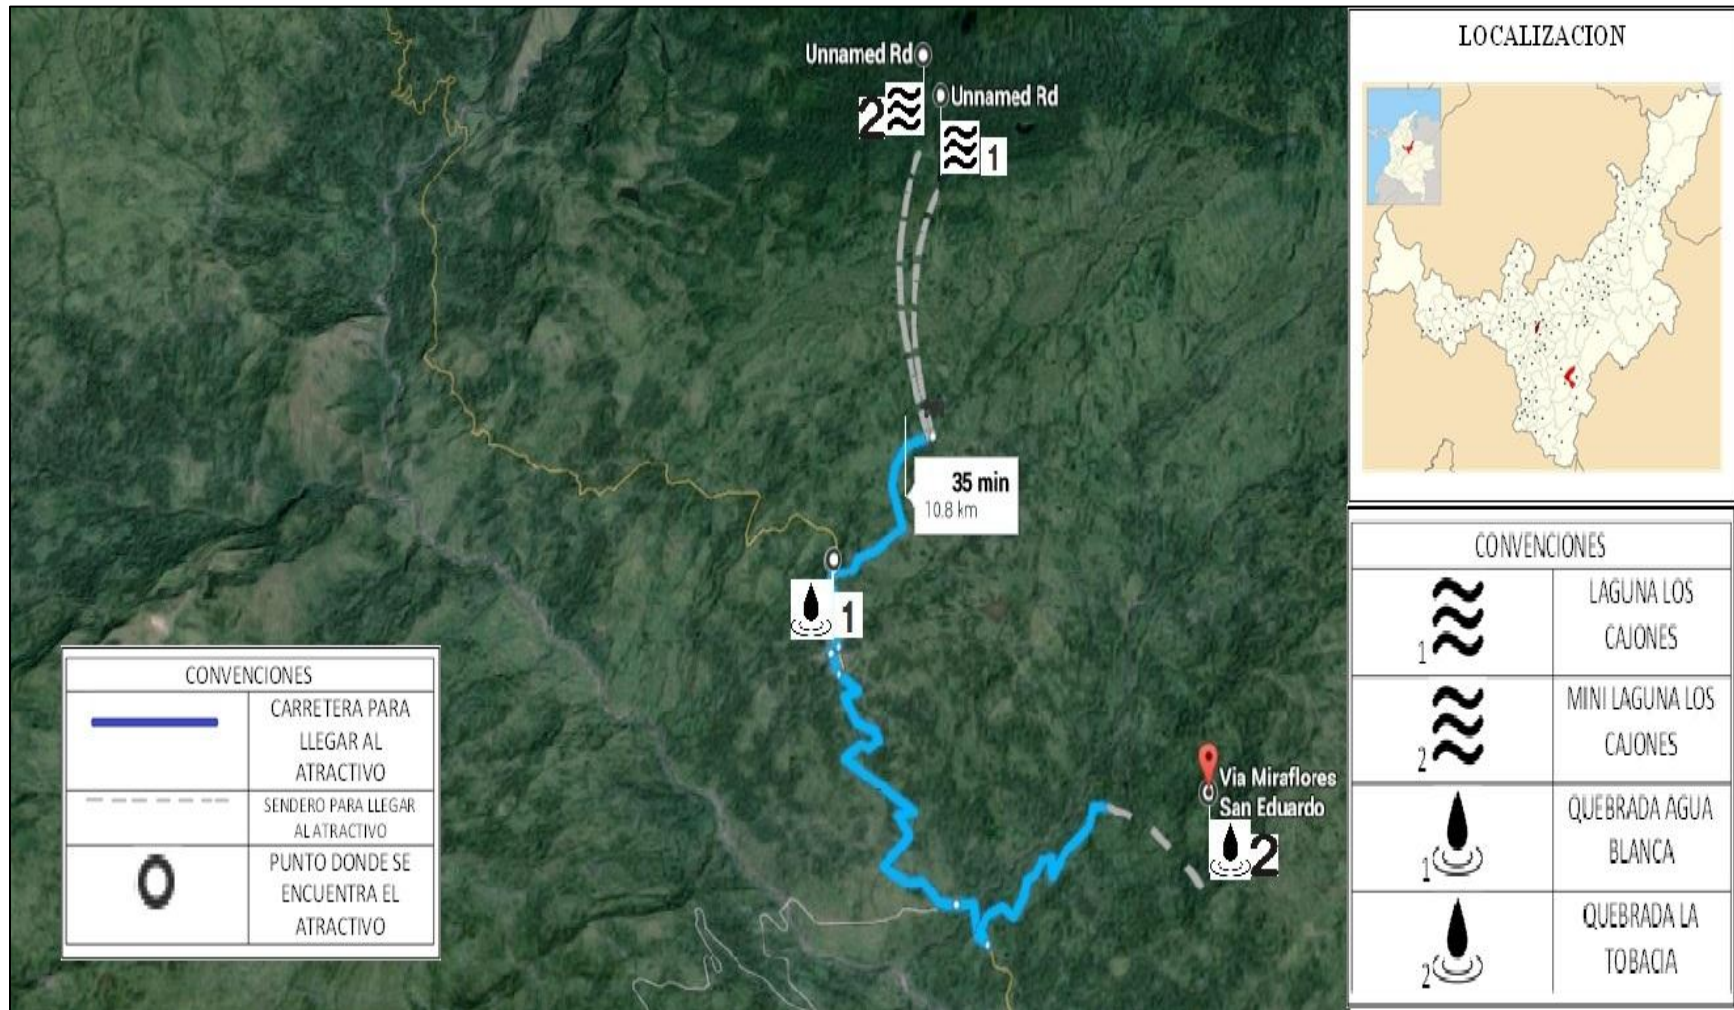 Unnamed Rd
2
Unnamed Rd
1
35 min
10.8 km
1
Via Miraflores
San Eduardo
2
CONVENCIONES
CARRETERA PARA
LLEGAR AL
ATRACTIVO
SENDERO PARA LLEGAR
AL ATRACTIVO
PUNTO DONDE SE
ENCUENTRA EL
ATRACTIVO
LOCALIZACION
CONVENCIONES
1
LAGUNA LOS
CAJONES
2
MINI LAGUNA LOS
CAJONES
1
QUEBRADA AGUA
BLANCA
2
QUEBRADA LA
TOBACIA